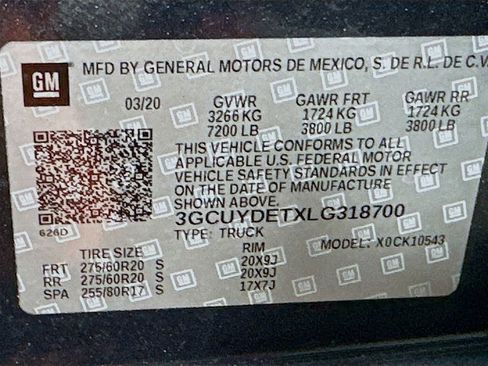 GM MFD BY GENERAL MOTORS DE MEXICO, S. DE R.L. DE C.V
03/20 GVWR GAWR FRT GAWR RR
3266 KG 1724 KG 1724 KG
7200 LB 3800 LB 3800 LB
THIS VEHICLE CONFORMS TO ALL
APPLICABLE U.S. FEDERAL MOTOR
VEHICLE SAFETY STANDARDS IN EFFECT
ON THE DATE OF MANUFACTURE
SHOWN ABOVE.
3GCUYDETXLG318700
626D TYPE: TRUCK MODEL: X0CK10543
TIRE SIZE RIM
FRT 275/60R20 S 20X9J
RR 275/60R20 S 20X9J
SPA 255/80R17 S 17X7J